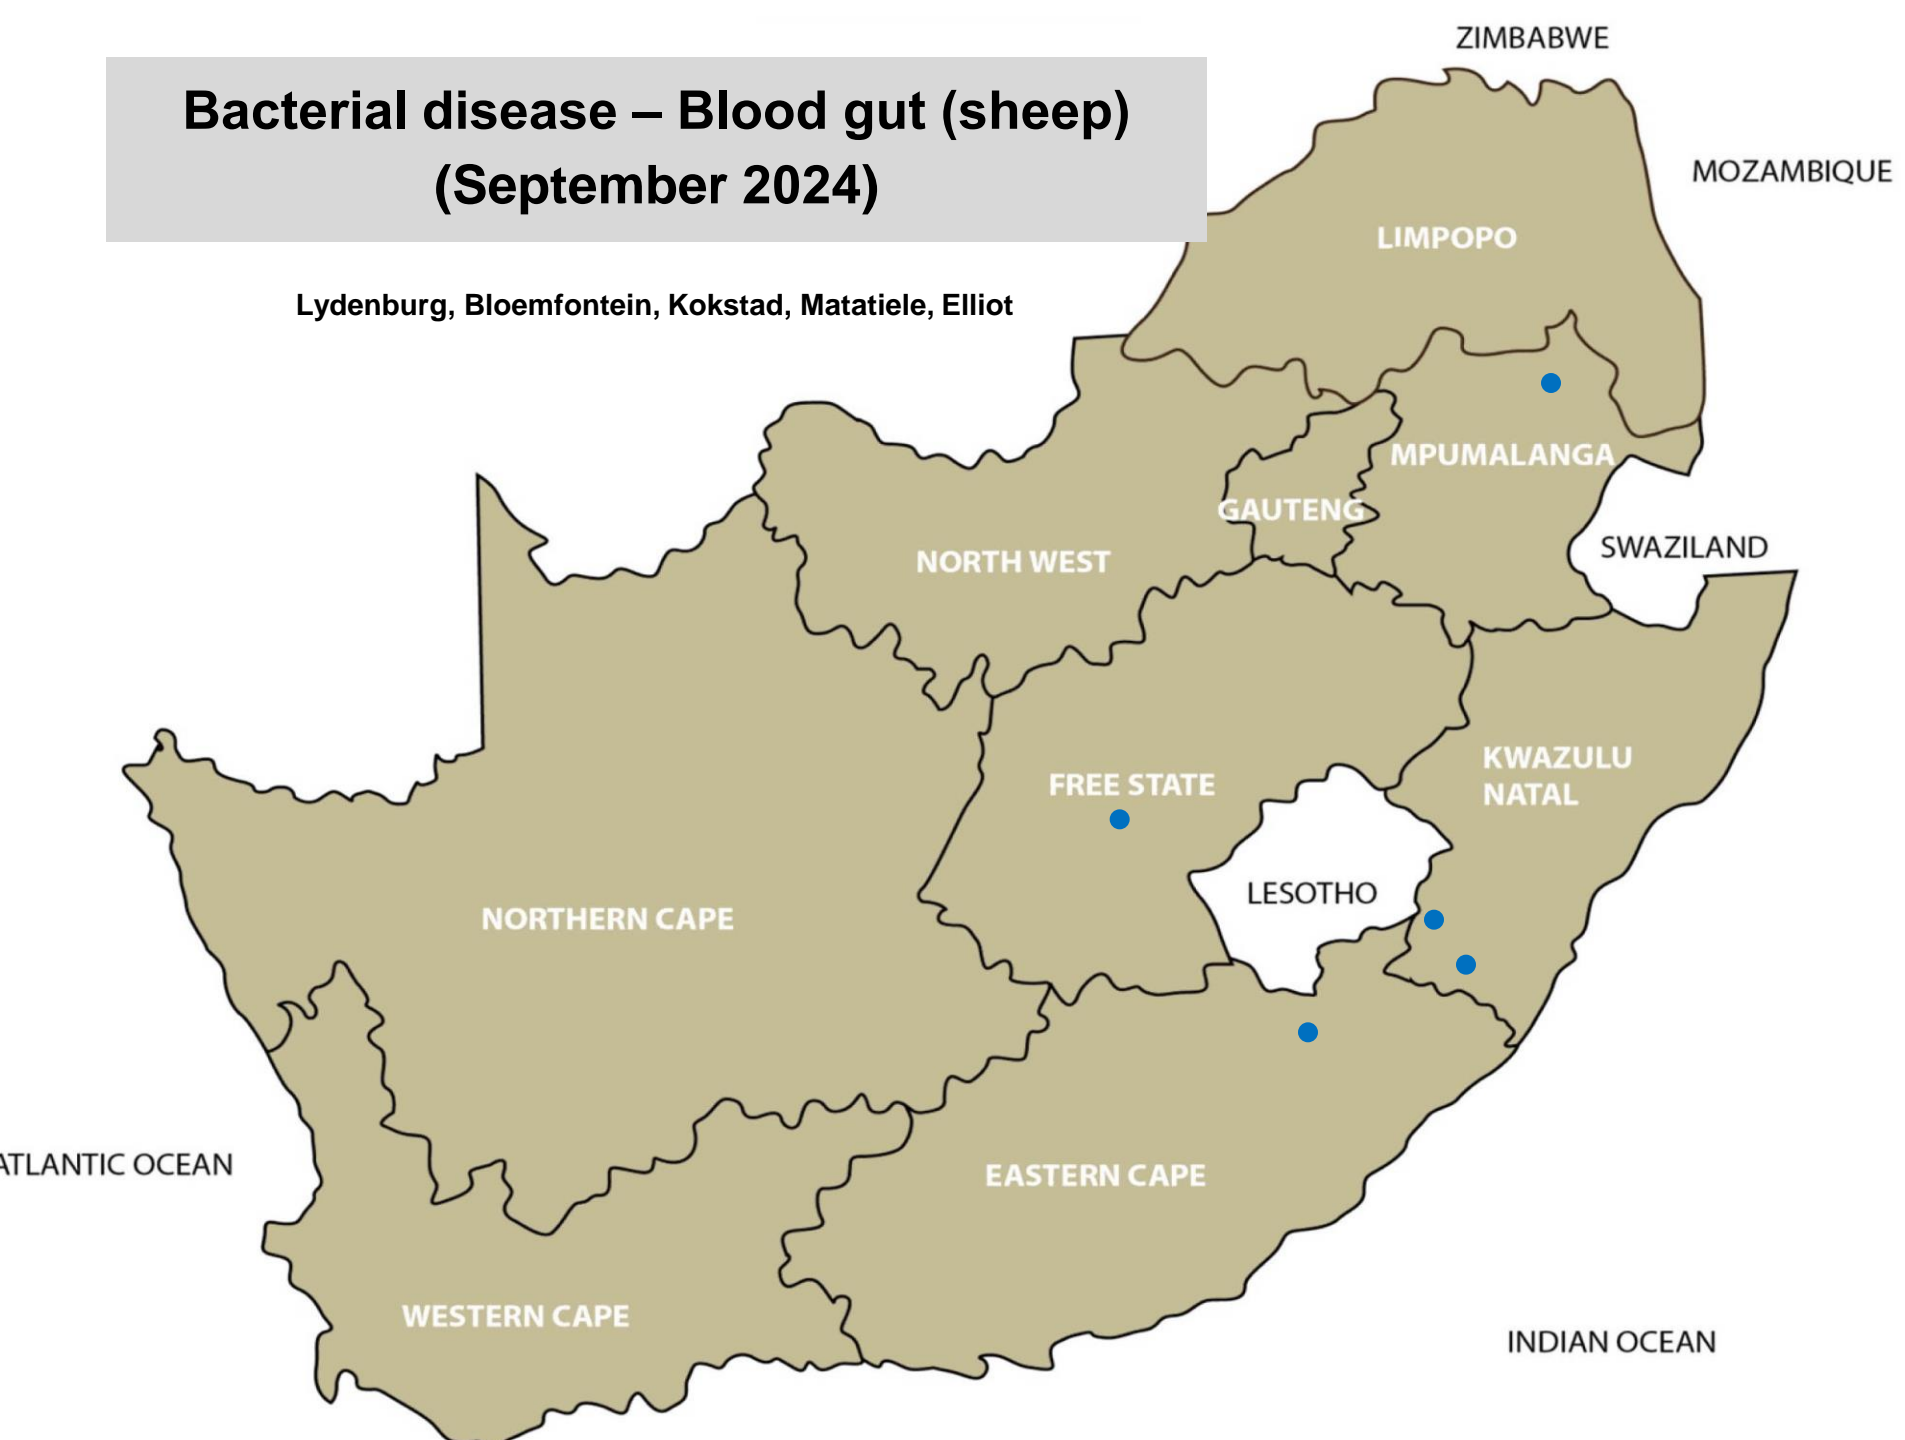 Bacterial disease – Blood gut (sheep)
(September 2024)
Lydenburg, Bloemfontein, Kokstad, Matatiele, Elliot
ZIMBABWE
MOZAMBIQUE
LIMPOPO
MPUMALANGA
GAUTENG
NORTH WEST
SWAZILAND
KWAZULU
NATAL
FREE STATE
LESOTHO
NORTHERN CAPE
ATLANTIC OCEAN
EASTERN CAPE
WESTERN CAPE
INDIAN OCEAN